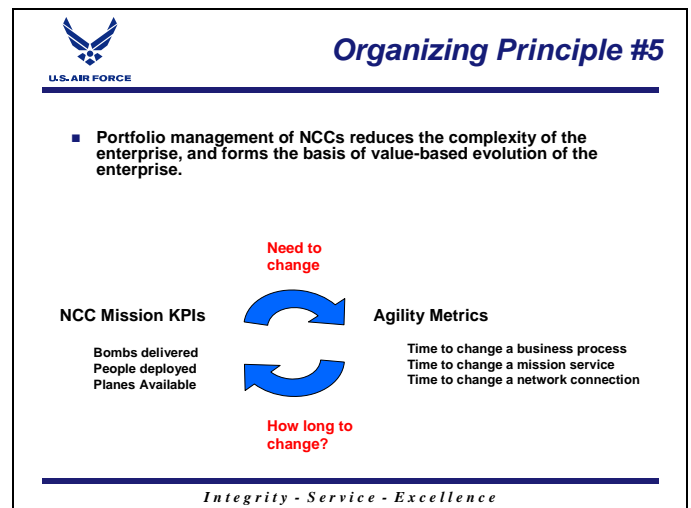 U.S. AIR FORCE
Organizing Principle #5
■ Portfolio management of NCCs reduces the complexity of the
enterprise, and forms the basis of value-based evolution of the
enterprise.
Need to
change
NCC Mission KPIs
Bombs delivered
People deployed
Planes Available
Agility Metrics
Time to change a business process
Time to change a mission service
Time to change a network connection
How long to
change?
Integrity - Service - Excellence